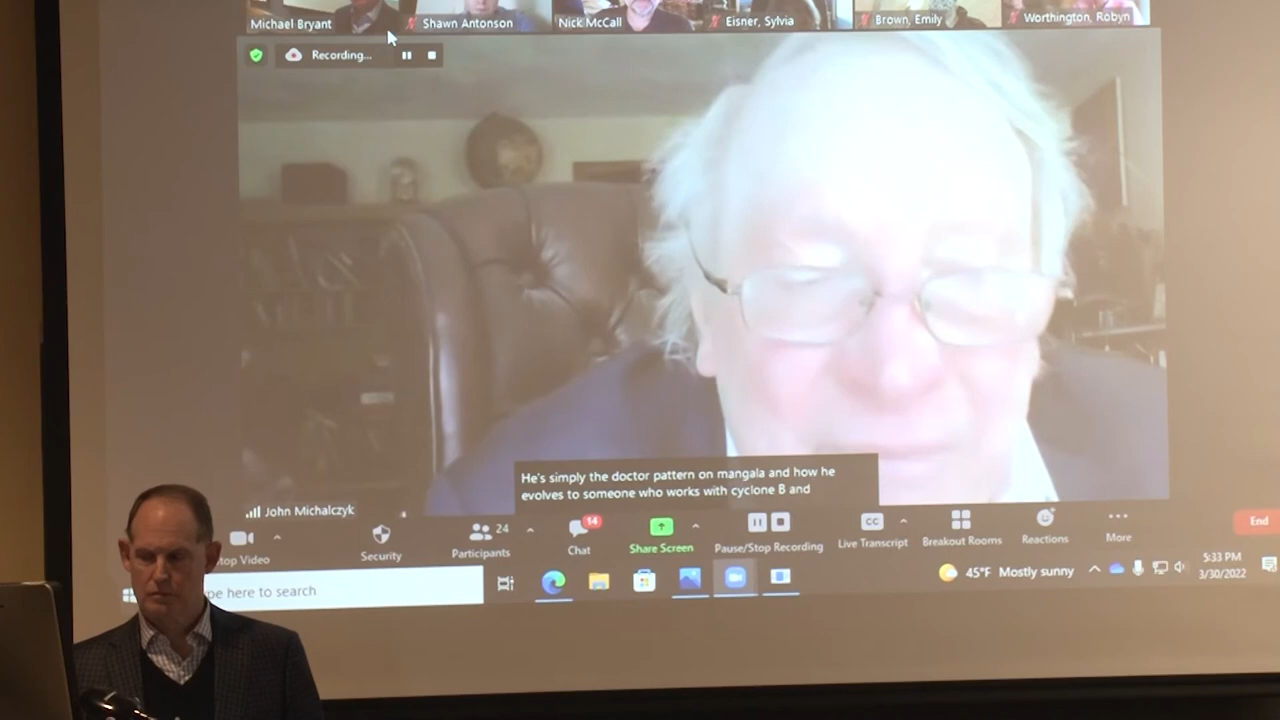 Michael Bryant
Shawn Antonson
Nick McCall
Eisner, Sylvia
Brown, Emily
Worthington, Robyn
Recording...
He's simply the doctor pattern on mangala and how he
evolves to someone who works with cyclone B and
John Michalczyk
top Video
Security
24
Participants
14
Chat
Share Screen
Pause/Stop Recording
CC
Live Transcript
Breakout Rooms
Reactions
More
End
pe here to search
45°F Mostly sunny
5:33 PM
3/30/2022